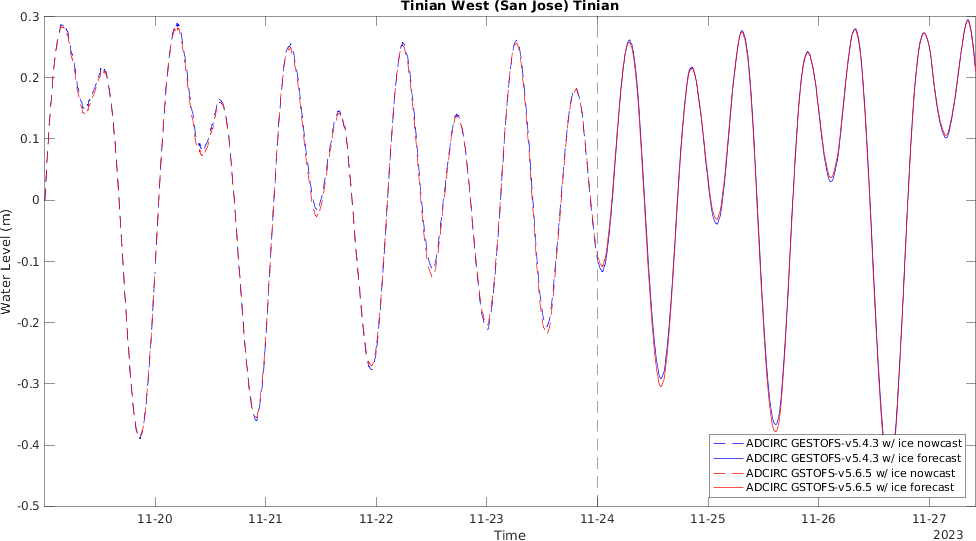 Tinian West (San Jose) Tinian
0.3
0.2
0.1
0
-0.1
-0.2
-0.3
-0.4
-0.5
Water Level (m)
ADCIRC GESTOFS-v5.4.3 w/ ice nowcast
ADCIRC GESTOFS-v5.4.3 w/ ice forecast
ADCIRC GSTOFS-v5.6.5 w/ ice nowcast
ADCIRC GSTOFS-v5.6.5 w/ ice forecast
11-20 11-21 11-22 11-23 11-24 11-25 11-26 11-27
Time
2023